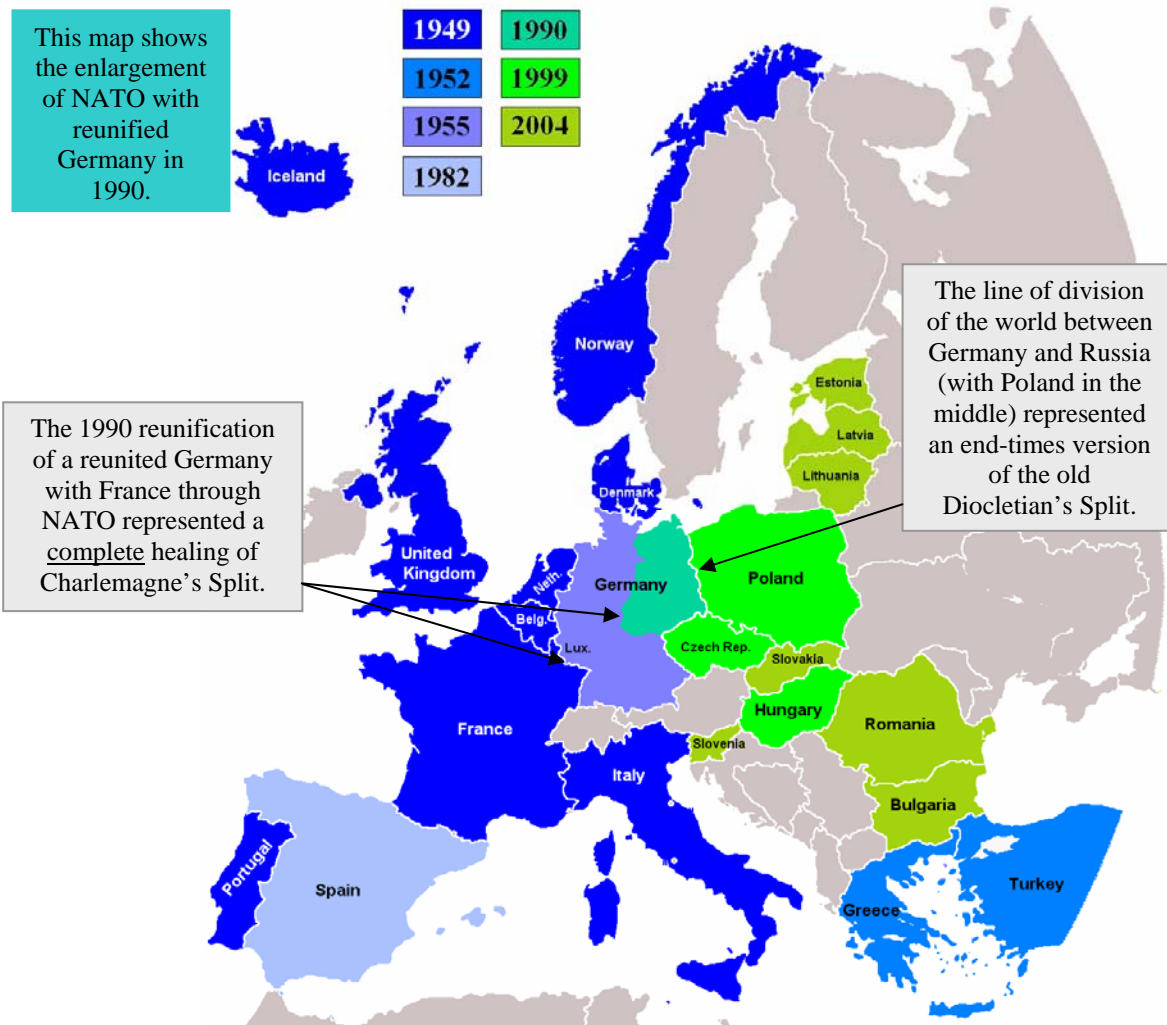 This map shows
the enlargement
of NATO with
reunified
Germany in
1990.
1949
1990
1952
1999
1955
2004
1982
Iceland
Norway
The line of division
of the world between
Germany and Russia
(with Poland in the
middle) represented
an end-times version
of the old
Diocletian's Split.
Estonia
Latvia
Lithuania
The 1990 reunification
of a reunited Germany
with France through
NATO represented a
complete healing of
Charlemagne's Split.
Denmark
United
Kingdom
Neth.
Germany
Poland
Belg.
Lux.
Czech Rep.
Slovakia
Hungary
France
Romania
Slovenia
Italy
Bulgaria
Portugal
Spain
Turkey
Greece